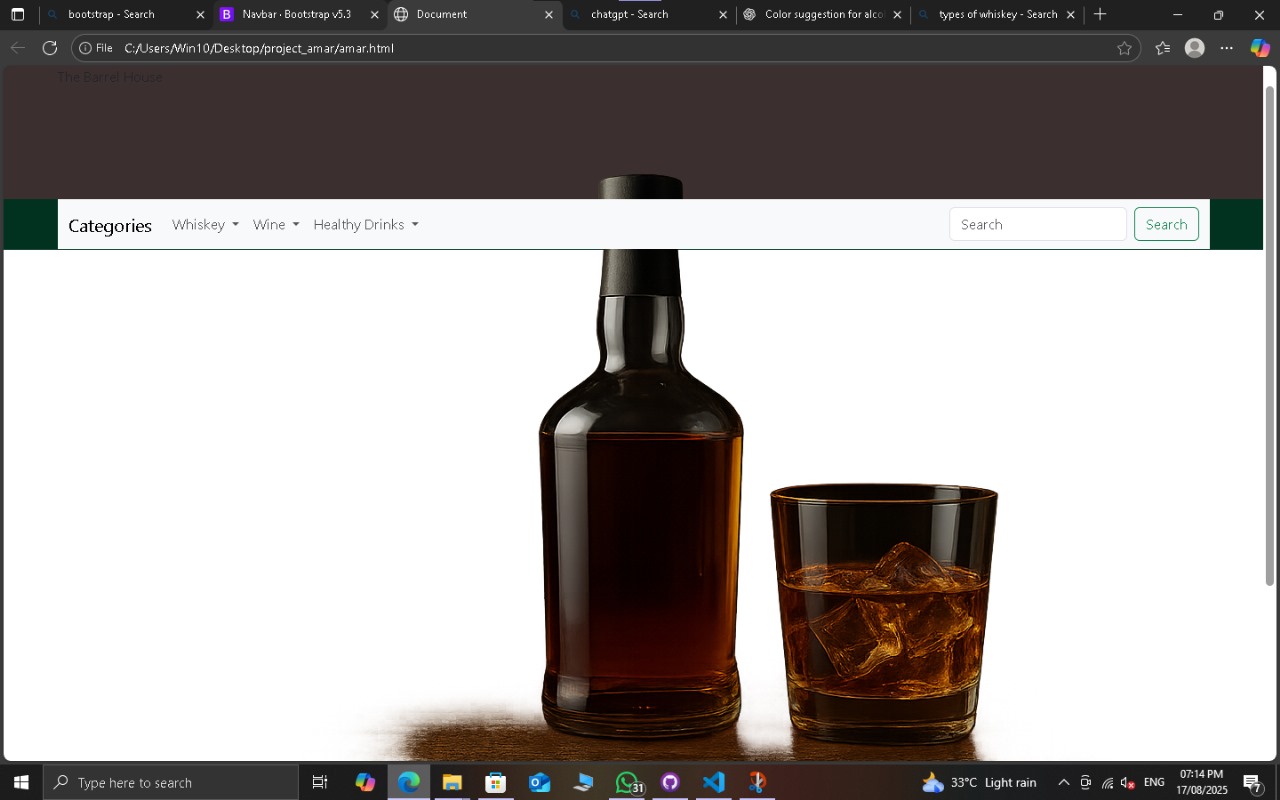 bootstrap - Search
Navbar · Bootstrap v5.3
Document
chatgpt - Search
Color suggestion for alco
types of whiskey - Search
File C:/Users/Win10/Desktop/project_amar/amar.html
The Barrel House
Categories Whiskey Wine Healthy Drinks Search Search
Type here to search
31
33°C Light rain
ENG
07:14 PM
17/08/2025
7